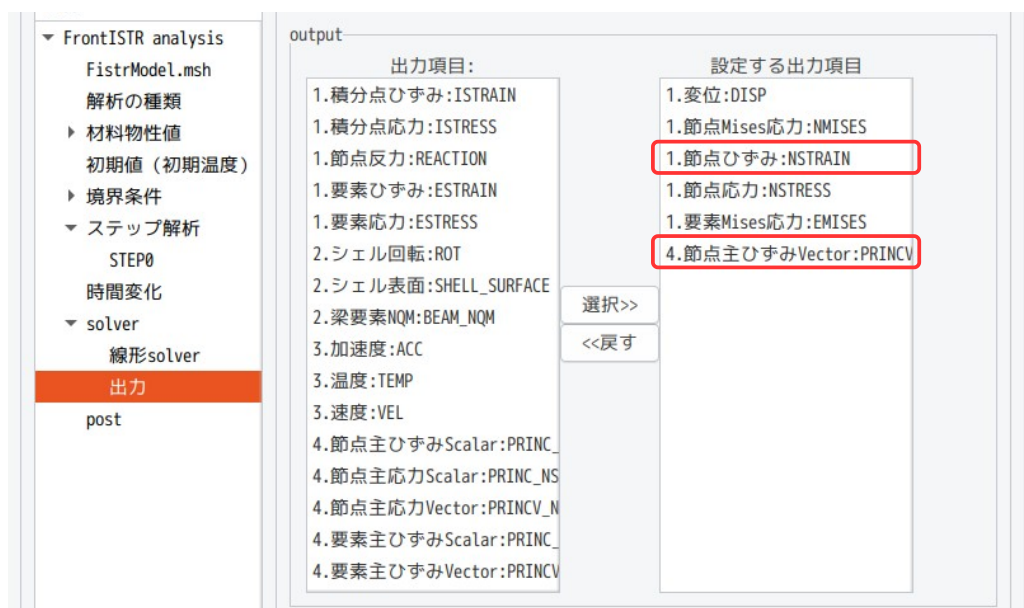 FrontISTR analysis
FistrModel.msh
解析の種類
材料物性値
初期値（初期温度）
境界条件
ステップ解析
STEP0
時間変化
solver
線形solver
出力
post
output
出力項目:
1.積分点ひずみ:ISTRAIN
1.積分点応力:ISTRESS
1.節点反力:REACTION
1.要素ひずみ:ESTRAIN
1.要素応力:ESTRESS
2.シェル回転:ROT
2.シェル表面:SHELL_SURFACE
2.梁要素NQM:BEAM_NQM
3.加速度:ACC
3.温度:TEMP
3.速度:VEL
4.節点主ひずみScalar:PRINC_
4.節点主応力Scalar:PRINC_NS
4.節点主応力Vector:PRINCV_N
4.要素主ひずみScalar:PRINC_
4.要素主ひずみVector:PRINCV
選択>>
<<戻す
設定する出力項目
1.変位:DISP
1.節点Mises応力:NMISES
1.節点ひずみ:NSTRAIN
1.節点応力:NSTRESS
1.要素Mises応力:EMISES
4.節点主ひずみVector:PRINCV